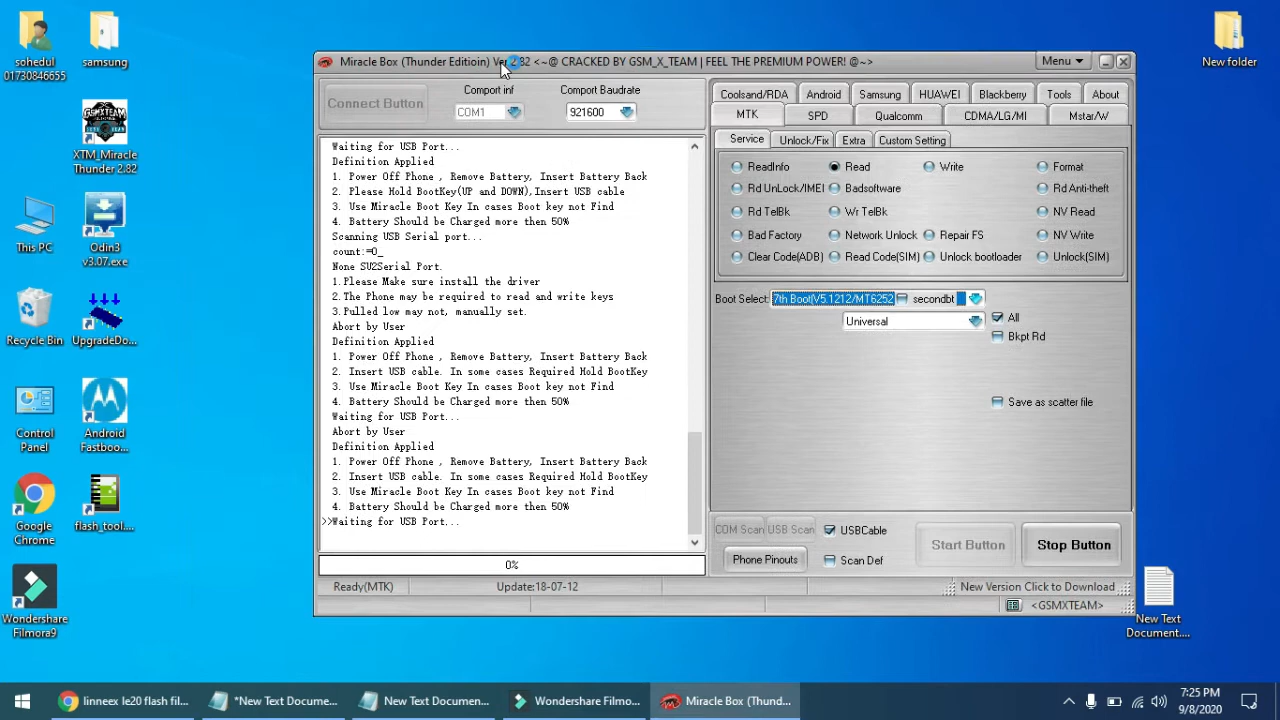 sohedul
01730846655
samsung
XTM_Miracle
Thunder 2.82
This PC
Odin3
v3.07.exe
Recycle Bin
UpgradeDo...
Control
Panel
Android
Fastboo...
Google
Chrome
flash_tool....
Wondershare
Filmora9
New folder
New Text
Document....
Miracle Box (Thunder Editioin) Ver 2.82 <~@ CRACKED BY GSM_X_TEAM | FEEL THE PREMIUM POWER! @~>
Menu
Connect Button
Comport inf
Comport Baudrate
COM1
921600
Waiting for USB Port...
Definition Applied
1. Power Off Phone , Remove Battery, Insert Battery Back
2. Please Hold BootKey(UP and DOWN),Insert USB cable
3. Use Miracle Boot Key In cases Boot key not Find
4. Battery Should be Charged more then 50%
Scanning USB Serial port...
count:=0_
None SU2Serial Port.
1.Please Make sure install the driver
2.The Phone may be required to read and write keys
3.Pulled low may not, manually set.
Abort by User
Definition Applied
1. Power Off Phone , Remove Battery, Insert Battery Back
2. Insert USB cable. In some cases Required Hold BootKey
3. Use Miracle Boot Key In cases Boot key not Find
4. Battery Should be Charged more then 50%
Waiting for USB Port...
Abort by User
Definition Applied
1. Power Off Phone , Remove Battery, Insert Battery Back
2. Insert USB cable. In some cases Required Hold BootKey
3. Use Miracle Boot Key In cases Boot key not Find
4. Battery Should be Charged more then 50%
>>Waiting for USB Port...
0%
Coolsand/RDA Android Samsung HUAWEI Blackberry Tools About
MTK SPD Qualcomm CDMA/LG/MI Mstar/W
Service Unlock/Fix Extra Custom Setting
ReadInfo Read Write Format
Rd UnLock/IMEI Badsoftware Rd Anti-theft
Rd TelBk Wr TelBk NV Read
Bad Factory Network Unlock Repair FS NV Write
Clear Code(ADB) Read Code(SIM) Unlock bootloader Unlock(SIM)
Boot Select: 7th Boot(V5.1212/MT6252 secondbt
Universal All
Bkpt Rd
Save as scatter file
COM Scan USB Scan USBCable
Start Button Stop Button
Phone Pinouts Scan Def
Ready(MTK) Update:18-07-12 New Version Click to Download
<GSMXTEAM>
linneex le20 flash fil...
*New Text Docume...
New Text Documen...
Wondershare Filmo...
Miracle Box (Thund...
7:25 PM
9/8/2020